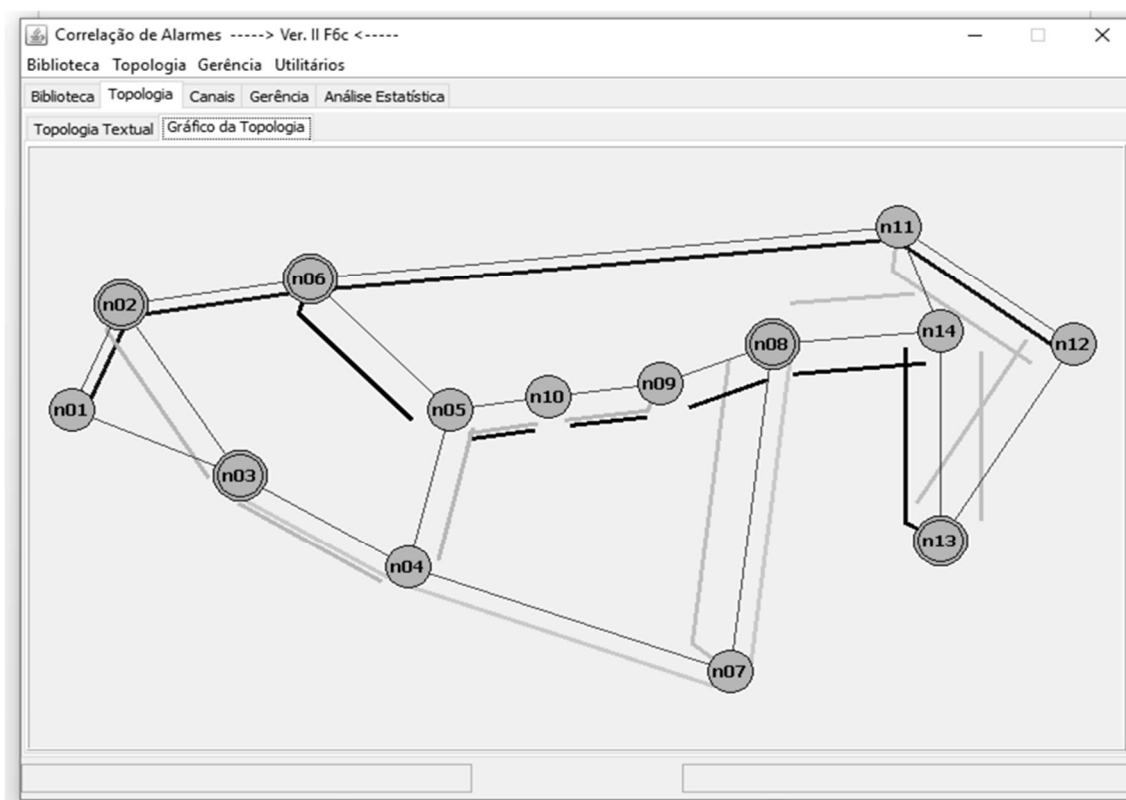 Correlação de Alarmes -----> Ver. II F6c <-----
Biblioteca Topologia Gerência Utilitários
Biblioteca Topologia Canais Gerência Análise Estatística
Topologia Textual Gráfico da Topologia
n11
n06
n02
n14
n08
n12
n09
n10
n01
n05
n03
n13
n04
n07